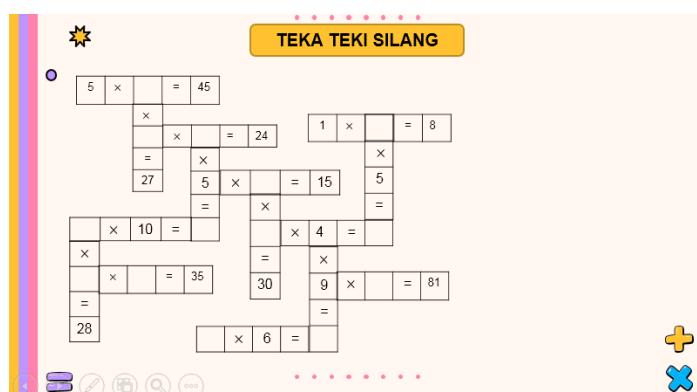 TEKA TEKI SILANG
5 × = 45
×
1 × = 8
× = 24
×
= ×
27 5 × = 15 5
= × =
× 10 = × 4 =
×
= ×
× = 35
30 9 × = 81
=
=
28
× 6 =